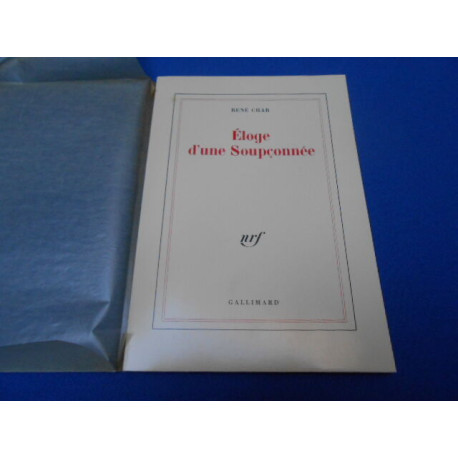 RENÉ CHAR
Éloge
d'une Soupçonnée
nrf
GALLIMARD